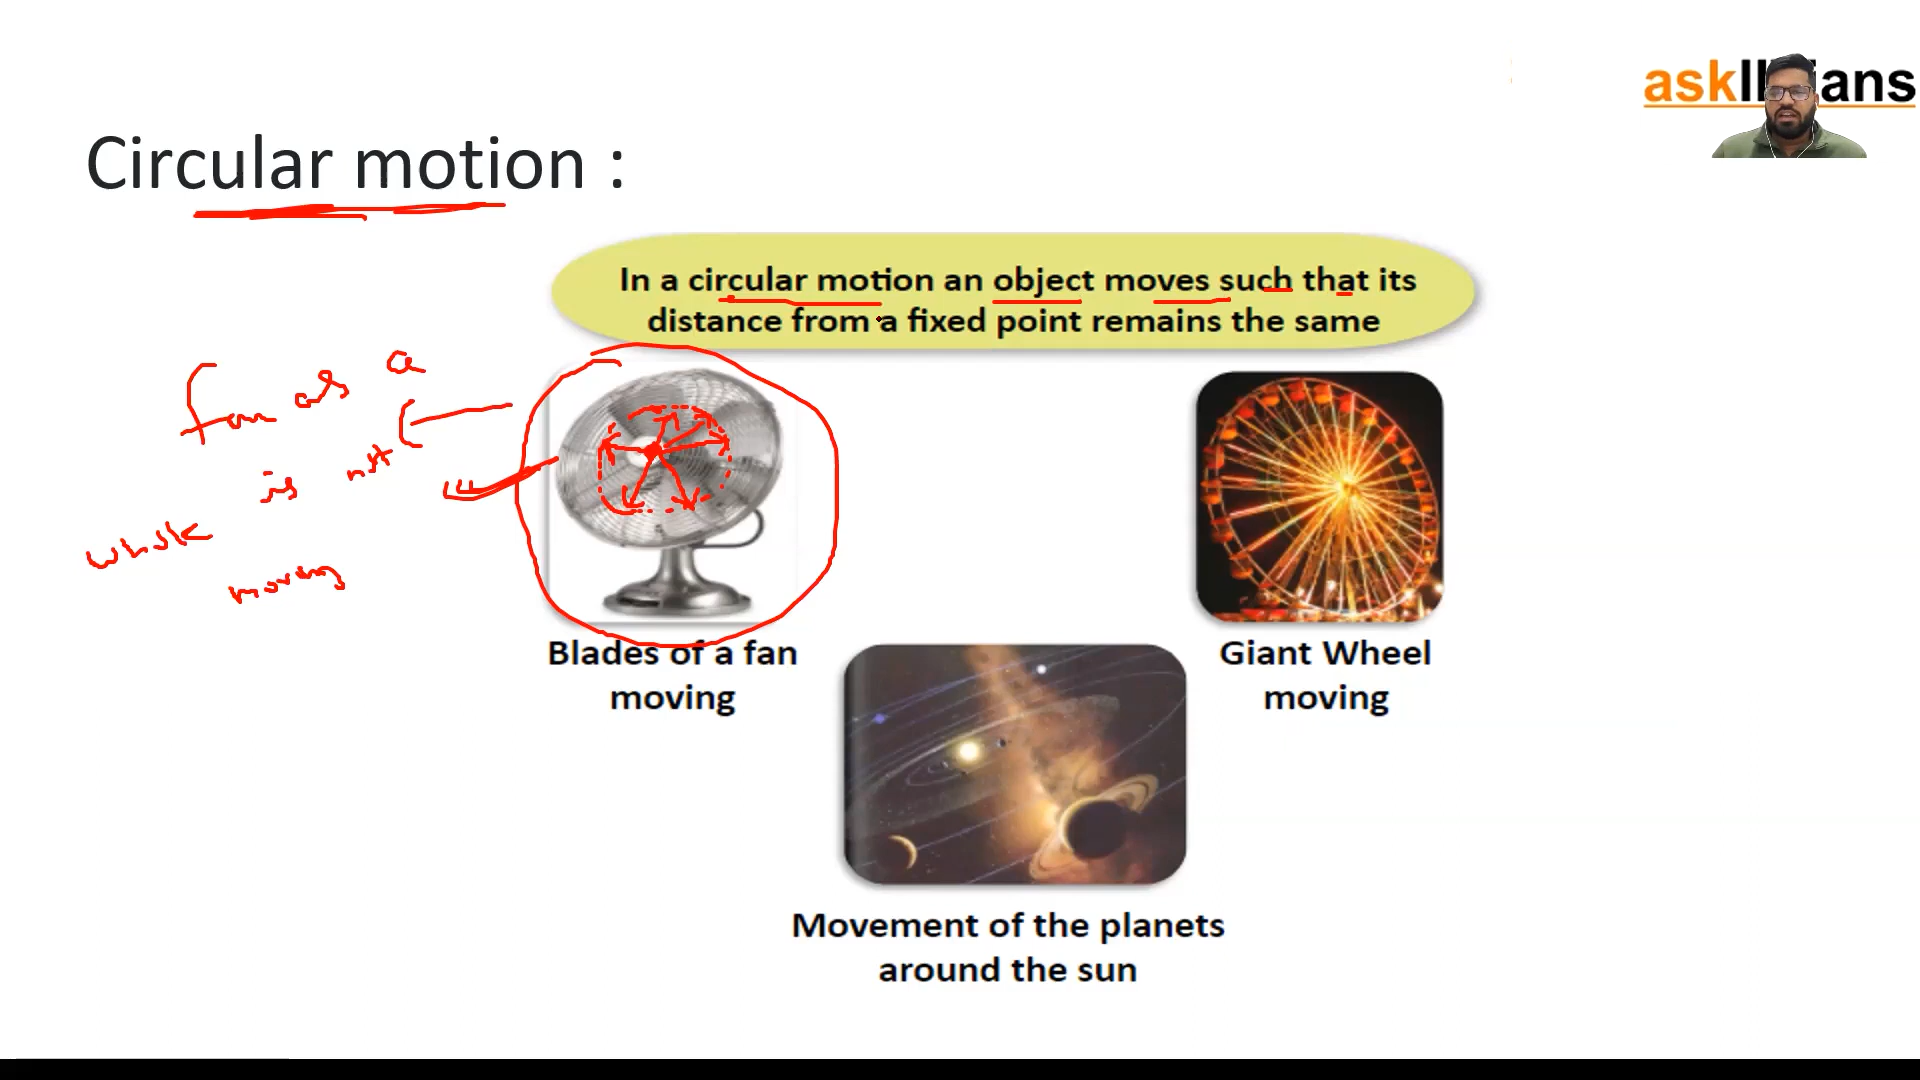 askII ians
Circular motion :
In a circular motion an object moves such that its
distance from a fixed point remains the same
fan as a
whole is not
moving
Blades of a fan
moving
Giant Wheel
moving
Movement of the planets
around the sun